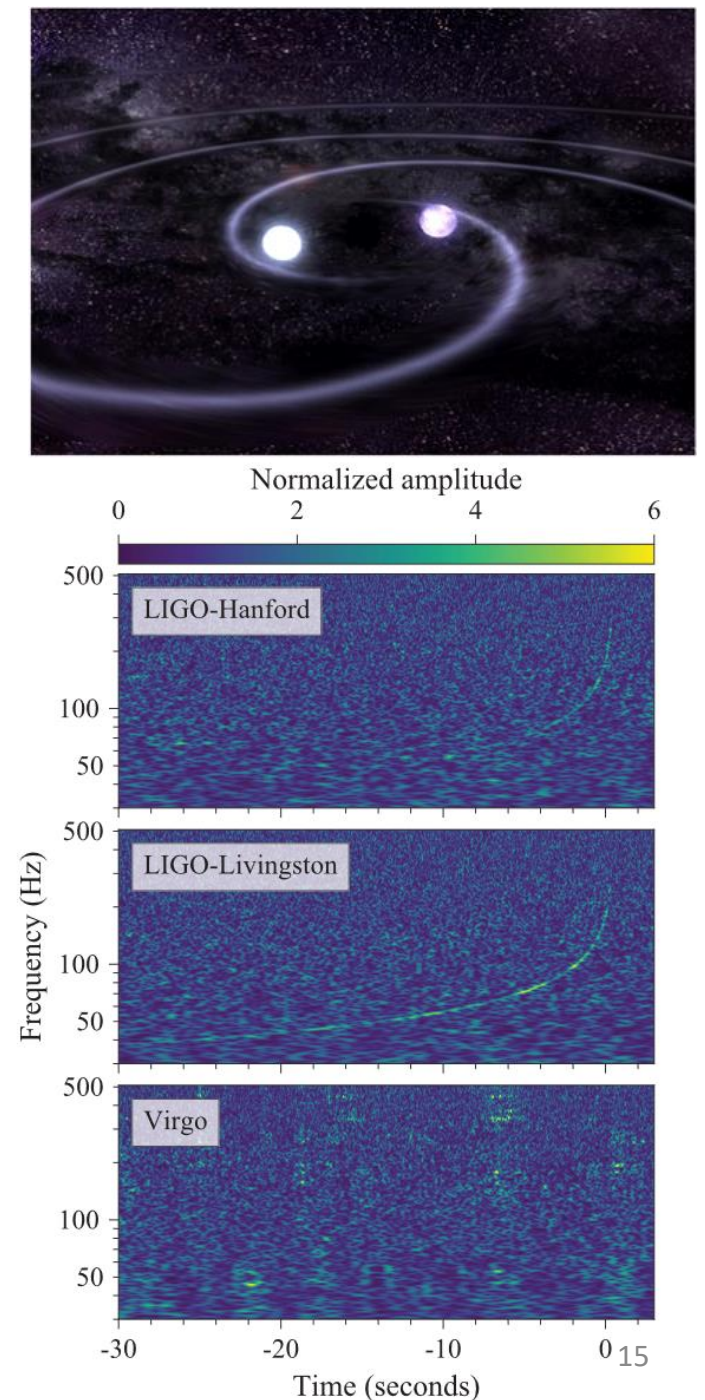 Normalized amplitude
0 2 4 6
500
LIGO-Hanford
100
50
500
LIGO-Livingston
100
50
Frequency (Hz)
500
Virgo
100
50
-30 -20 -10 0 15
Time (seconds)